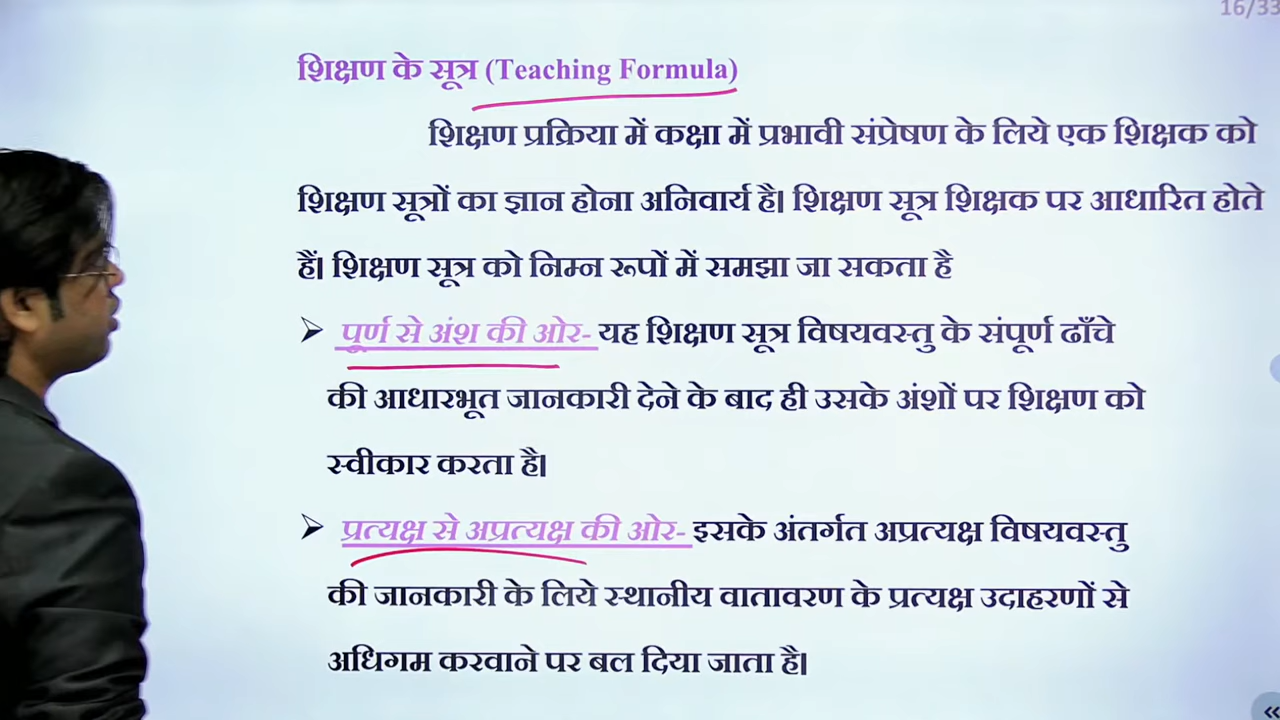 16/33
शिक्षण के सूत्र (Teaching Formula)
शिक्षण प्रक्रिया में कक्षा में प्रभावी संप्रेषण के लिये एक शिक्षक को
शिक्षण सूत्रों का ज्ञान होना अनिवार्य है। शिक्षण सूत्र शिक्षक पर आधारित होते
हैं। शिक्षण सूत्र को निम्न रूपों में समझा जा सकता है
➢ पूर्ण से अंश की ओर- यह शिक्षण सूत्र विषयवस्तु के संपूर्ण ढाँचे
की आधारभूत जानकारी देने के बाद ही उसके अंशों पर शिक्षण को
स्वीकार करता है।
➢ प्रत्यक्ष से अप्रत्यक्ष की ओर- इसके अंतर्गत अप्रत्यक्ष विषयवस्तु
की जानकारी के लिये स्थानीय वातावरण के प्रत्यक्ष उदाहरणों से
अधिगम करवाने पर बल दिया जाता है।